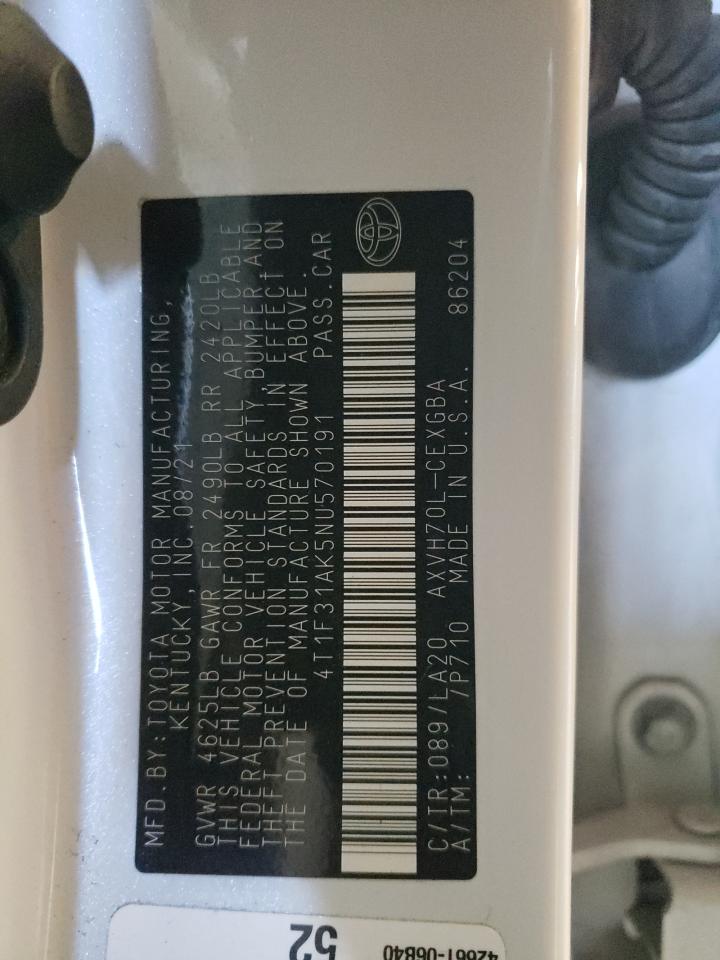 MFD.BY:TOYOTA MOTOR MANUFACTURING,
KENTUCKY,INC.08/21
GVWR 4625LB GAWR FR 2490LB RR 2420LB
THIS VEHICLE CONFORMS TO ALL APPLICABLE
FEDERAL MOTOR VEHICLE SAFETY,BUMPER,AND
THEFT PREVENTION STANDARDS IN EFFECT ON
THE DATE OF MANUFACTURE SHOWN ABOVE.
4T1F31AK5NU570191 PASS.CAR
C/TR:089/LA20 AXVH70L-CEXGBA
A/TM: /P710 MADE IN U.S.A. 86204
52
42661-06B40